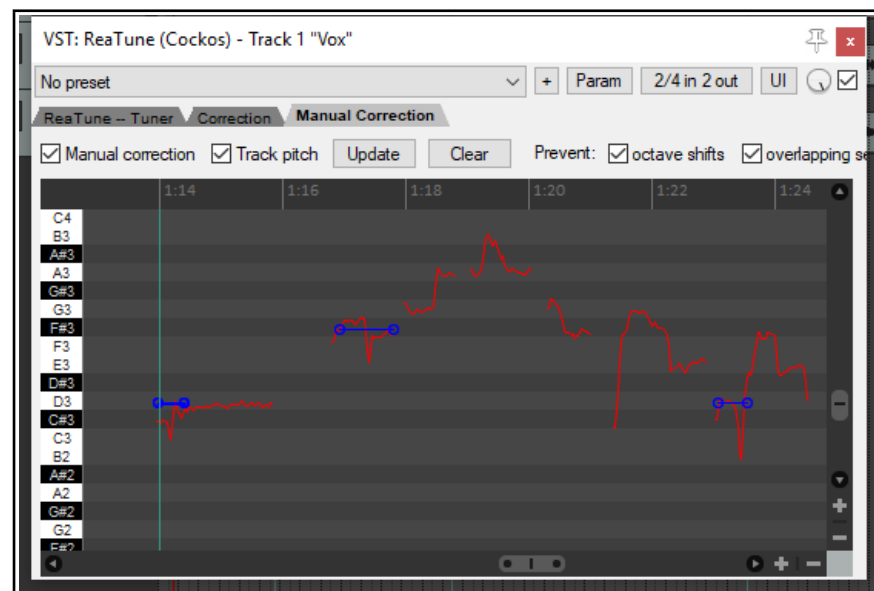 VST: ReaTune (Cockos) - Track 1 "Vox" x
No preset + Param 2/4 in 2 out UI
ReaTune -- Tuner Correction Manual Correction
Manual correction Track pitch Update Clear Prevent: octave shifts overlapping se
1:14 1:16 1:18 1:20 1:22 1:24
C4
B3
A#3
A3
G#3
G3
F#3
F3
E3
D#3
D3
C#3
C3
B2
A#2
A2
G#2
G2
F#2